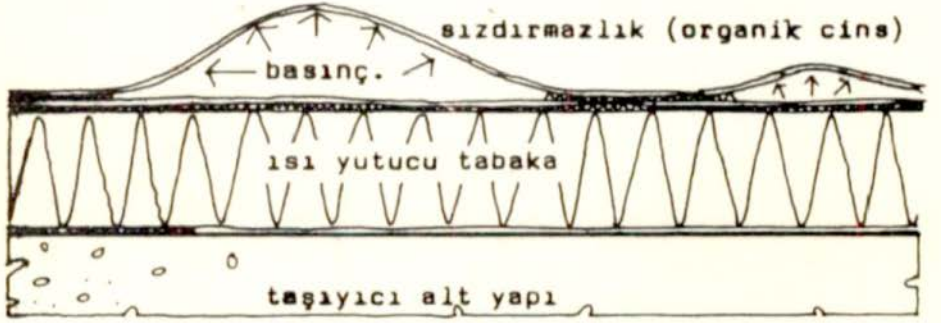 sızdırmazlık (organik cins)
basınç.
ısı yutucu tabaka
taşıyıcı alt yapı